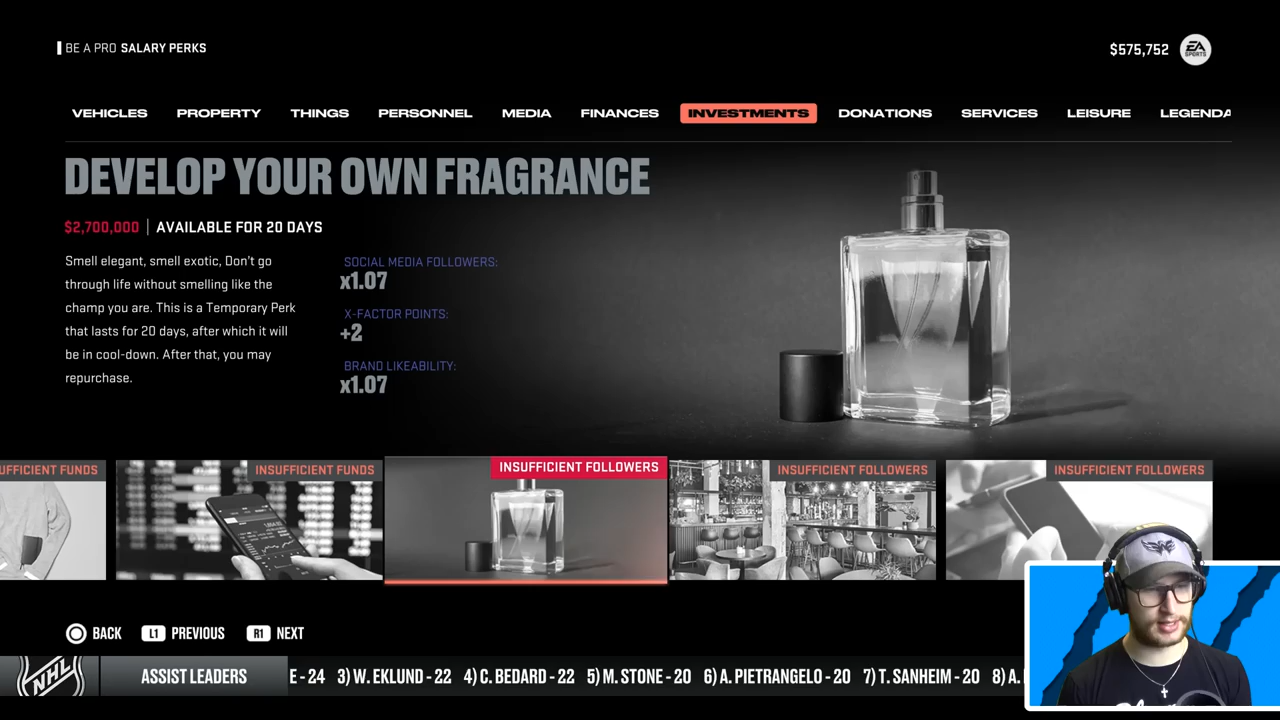 BE A PRO SALARY PERKS
$575,752
EA
SPORTS
VEHICLES PROPERTY THINGS PERSONNEL MEDIA FINANCES INVESTMENTS DONATIONS SERVICES LEISURE LEGENDA
DEVELOP YOUR OWN FRAGRANCE
$2,700,000 | AVAILABLE FOR 20 DAYS
Smell elegant, smell exotic, Don't go
through life without smelling like the
champ you are. This is a Temporary Perk
that lasts for 20 days, after which it will
be in cool-down. After that, you may
repurchase.
SOCIAL MEDIA FOLLOWERS:
x1.07
X-FACTOR POINTS:
+2
BRAND LIKEABILITY:
x1.07
UFFICIENT FUNDS
INSUFFICIENT FUNDS
INSUFFICIENT FOLLOWERS
INSUFFICIENT FOLLOWERS
INSUFFICIENT FOLLOWERS
BACK L1 PREVIOUS R1 NEXT
NHL
ASSIST LEADERS
E - 24 3) W. EKLUND - 22 4) C. BEDARD - 22 5) M. STONE - 20 6) A. PIETRANGELO - 20 7) T. SANHEIM - 20 8) A.